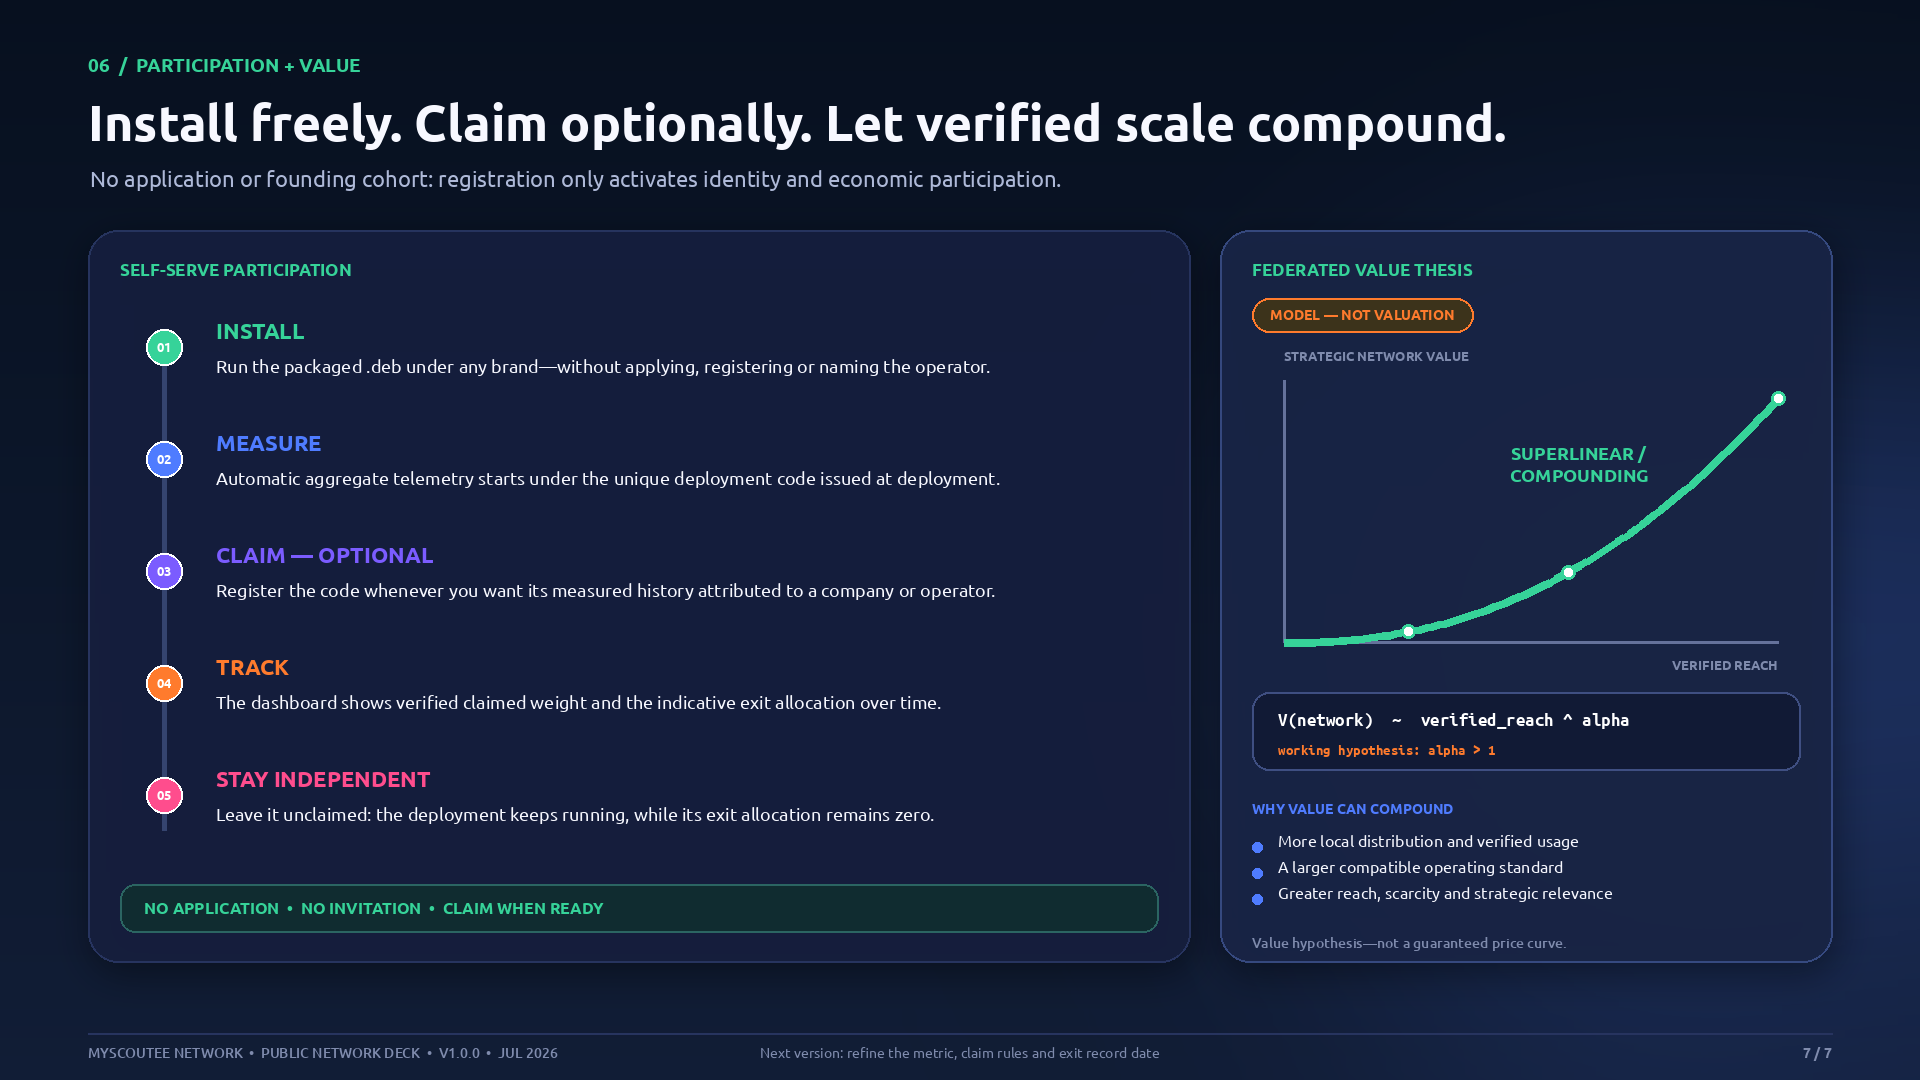 06 / PARTICIPATION + VALUE
Install freely. Claim optionally. Let verified scale compound.
No application or founding cohort: registration only activates identity and economic participation.
SELF-SERVE PARTICIPATION
01
INSTALL
Run the packaged .deb under any brand—without applying, registering or naming the operator.
02
MEASURE
Automatic aggregate telemetry starts under the unique deployment code issued at deployment.
03
CLAIM — OPTIONAL
Register the code whenever you want its measured history attributed to a company or operator.
04
TRACK
The dashboard shows verified claimed weight and the indicative exit allocation over time.
05
STAY INDEPENDENT
Leave it unclaimed: the deployment keeps running, while its exit allocation remains zero.
NO APPLICATION • NO INVITATION • CLAIM WHEN READY
FEDERATED VALUE THESIS
MODEL — NOT VALUATION
STRATEGIC NETWORK VALUE
SUPERLINEAR /
COMPOUNDING
VERIFIED REACH
V(network) ~ verified_reach ^ alpha
working hypothesis: alpha > 1
WHY VALUE CAN COMPOUND
More local distribution and verified usage
A larger compatible operating standard
Greater reach, scarcity and strategic relevance
Value hypothesis—not a guaranteed price curve.
MYSCOUTEE NETWORK • PUBLIC NETWORK DECK • V1.0.0 • JUL 2026
Next version: refine the metric, claim rules and exit record date
7 / 7